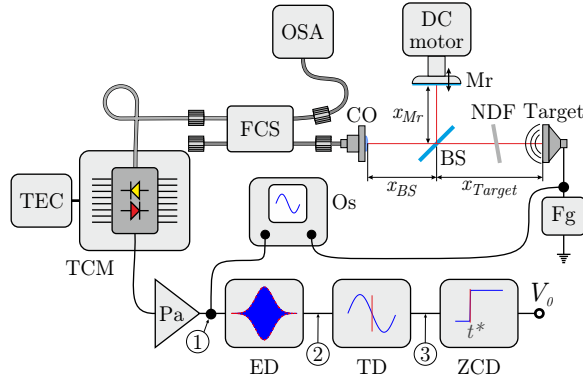 OSA
DC
motor
Mr
FCS
CO
x_Mr
NDF
Target
BS
TEC
x_BS
x_Target
Os
Fg
TCM
Pa
V_0
t*
1
2
3
ED
TD
ZCD